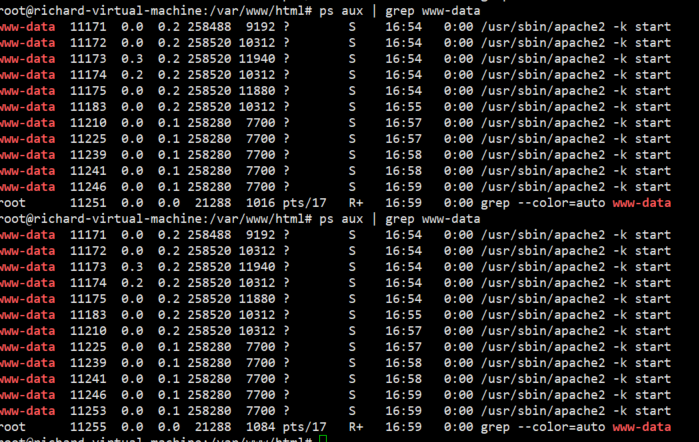 root@richard-virtual-machine:/var/www/html# ps aux | grep www-data
www-data 11171 0.0 0.2 258488 9192 ? S 16:54 0:00 /usr/sbin/apache2 -k start
www-data 11172 0.0 0.2 258520 10312 ? S 16:54 0:00 /usr/sbin/apache2 -k start
www-data 11173 0.3 0.2 258520 11940 ? S 16:54 0:00 /usr/sbin/apache2 -k start
www-data 11174 0.2 0.2 258520 10312 ? S 16:54 0:00 /usr/sbin/apache2 -k start
www-data 11175 0.0 0.2 258520 11880 ? S 16:54 0:00 /usr/sbin/apache2 -k start
www-data 11183 0.0 0.2 258520 10312 ? S 16:55 0:00 /usr/sbin/apache2 -k start
www-data 11210 0.0 0.1 258280 7700 ? S 16:57 0:00 /usr/sbin/apache2 -k start
www-data 11225 0.0 0.1 258280 7700 ? S 16:57 0:00 /usr/sbin/apache2 -k start
www-data 11239 0.0 0.1 258280 7700 ? S 16:58 0:00 /usr/sbin/apache2 -k start
www-data 11241 0.0 0.1 258280 7700 ? S 16:58 0:00 /usr/sbin/apache2 -k start
www-data 11246 0.0 0.1 258280 7700 ? S 16:59 0:00 /usr/sbin/apache2 -k start
root 11251 0.0 0.0 21288 1016 pts/17 R+ 16:59 0:00 grep --color=auto www-data
root@richard-virtual-machine:/var/www/html# ps aux | grep www-data
www-data 11171 0.0 0.2 258488 9192 ? S 16:54 0:00 /usr/sbin/apache2 -k start
www-data 11172 0.0 0.2 258520 10312 ? S 16:54 0:00 /usr/sbin/apache2 -k start
www-data 11173 0.3 0.2 258520 11940 ? S 16:54 0:00 /usr/sbin/apache2 -k start
www-data 11174 0.2 0.2 258520 10312 ? S 16:54 0:00 /usr/sbin/apache2 -k start
www-data 11175 0.0 0.2 258520 11880 ? S 16:54 0:00 /usr/sbin/apache2 -k start
www-data 11183 0.0 0.2 258520 10312 ? S 16:55 0:00 /usr/sbin/apache2 -k start
www-data 11210 0.0 0.2 258520 10312 ? S 16:57 0:00 /usr/sbin/apache2 -k start
www-data 11225 0.0 0.1 258280 7700 ? S 16:57 0:00 /usr/sbin/apache2 -k start
www-data 11239 0.0 0.1 258280 7700 ? S 16:58 0:00 /usr/sbin/apache2 -k start
www-data 11241 0.0 0.1 258280 7700 ? S 16:58 0:00 /usr/sbin/apache2 -k start
www-data 11246 0.0 0.1 258280 7700 ? S 16:59 0:00 /usr/sbin/apache2 -k start
www-data 11253 0.0 0.1 258280 7700 ? S 16:59 0:00 /usr/sbin/apache2 -k start
root 11255 0.0 0.0 21288 1084 pts/17 R+ 16:59 0:00 grep --color=auto www-data
root@richard-virtual-machine:/var/www/html#